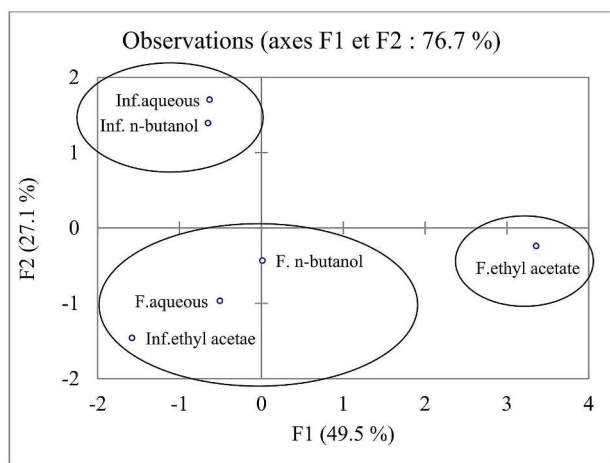 Observations (axes F1 et F2 : 76.7 %)
2
Inf.aqueous
Inf. n-butanol
1
F2 (27.1 %)
0
F. n-butanol
F.ethyl acetate
-1
F.aqueous
Inf.ethyl acetae
-2
-2 -1 0 1 2 3 4
F1 (49.5 %)